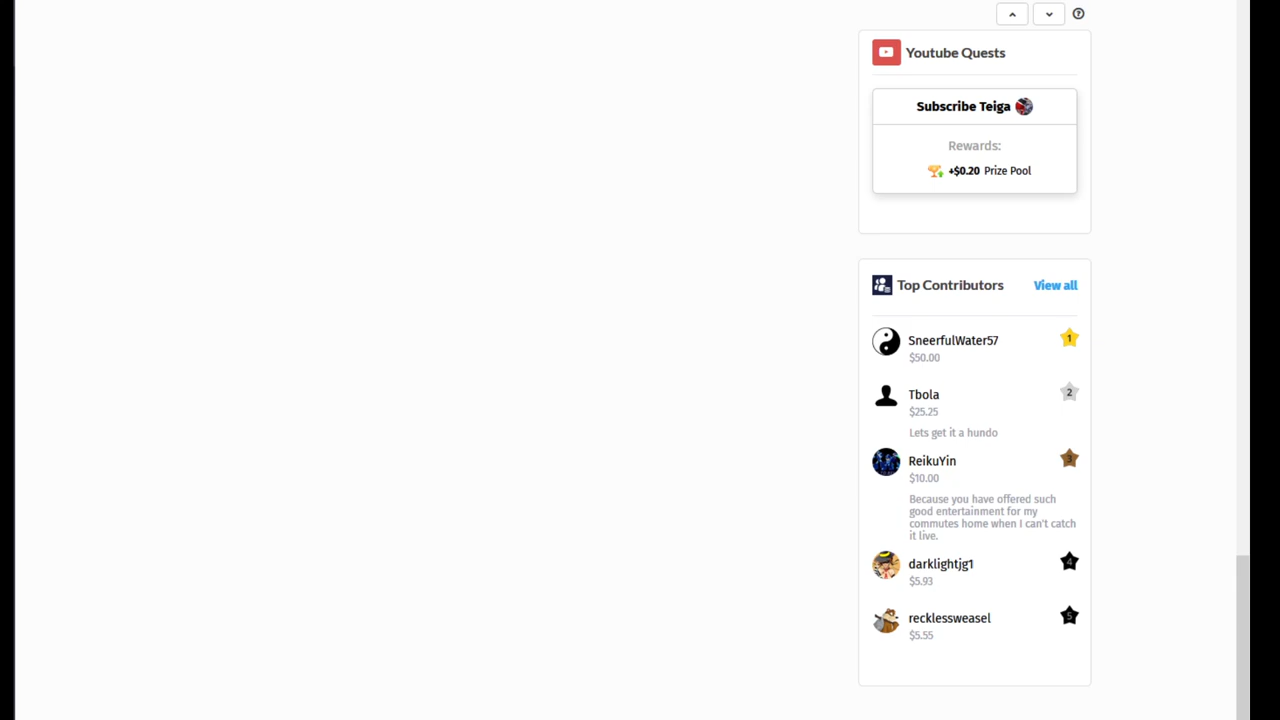 Youtube Quests
Subscribe Teiga
Rewards:
+$0.20 Prize Pool
Top Contributors View all
SneerfulWater57 1
$50.00
Tbola 2
$25.25
Lets get it a hundo
ReikuYin 3
$10.00
Because you have offered such
good entertainment for my
commutes home when I can't catch
it live.
darklightjg1 4
$5.93
recklessweasel 5
$5.55